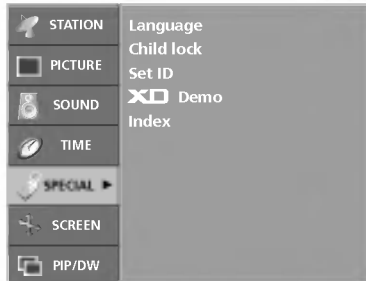 STATION
PICTURE
SOUND
TIME
SPECIAL
SCREEN
PIP/DW
Language
Child lock
Set ID
XD Demo
Index